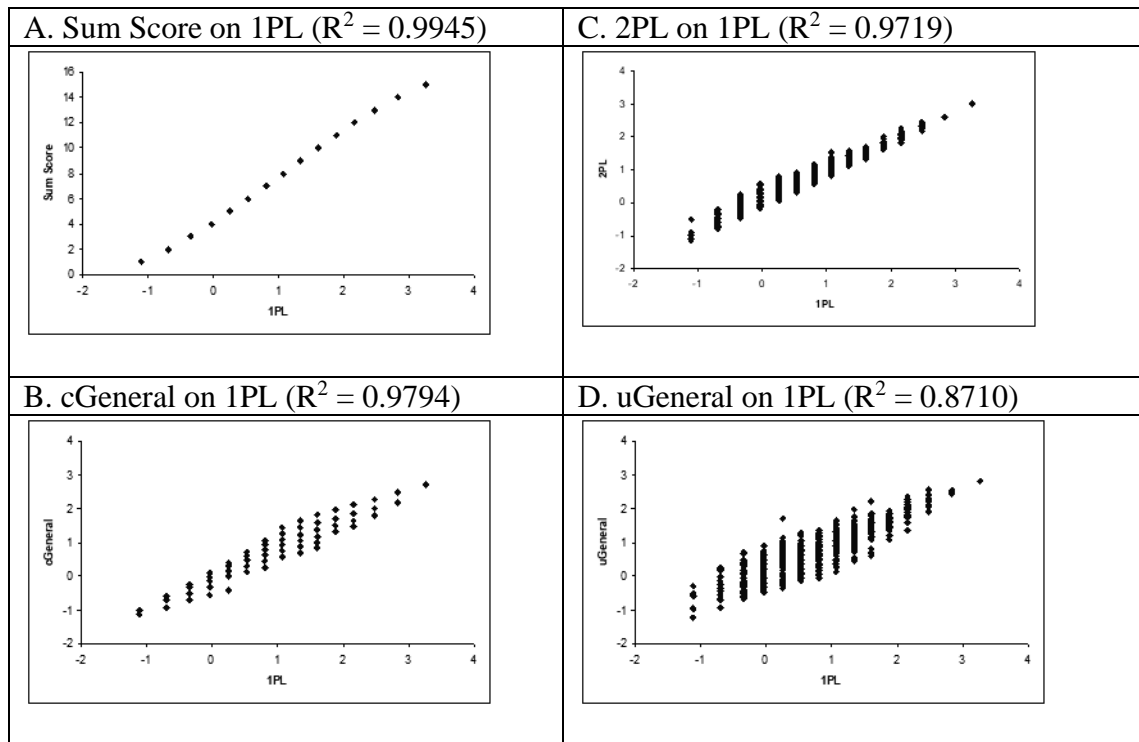 A. Sum Score on 1PL (R² = 0.9945)
16
14
12
10
8
6
4
2
0
Sum Score
-2 -1 0 1 2 3 4
1PL
C. 2PL on 1PL (R² = 0.9719)
4
3
2
1
0
-1
-2
2PL
-2 -1 0 1 2 3 4
1PL
B. cGeneral on 1PL (R² = 0.9794)
4
3
2
1
0
-1
-2
cGeneral
-2 -1 0 1 2 3 4
1PL
D. uGeneral on 1PL (R² = 0.8710)
4
3
2
1
0
-1
-2
uGeneral
-2 -1 0 1 2 3 4
1PL